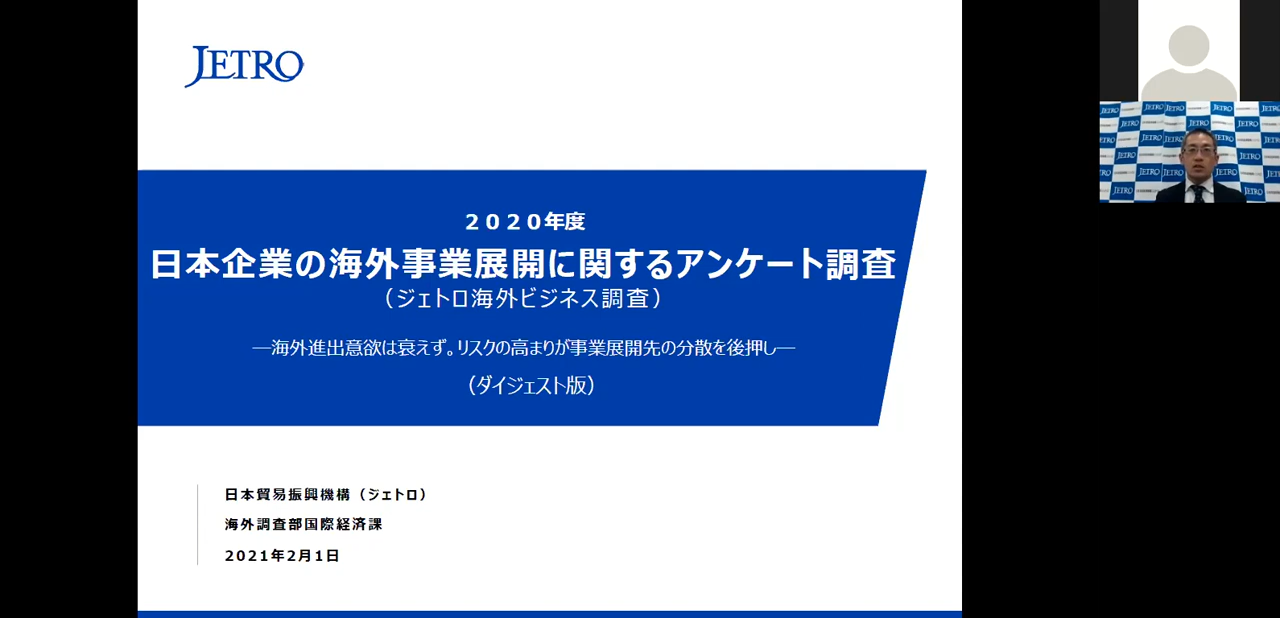 JETRO
２０２０年度
日本企業の海外事業展開に関するアンケート調査
（ジェトロ海外ビジネス調査）
―海外進出意欲は衰えず。リスクの高まりが事業展開先の分散を後押し―
（ダイジェスト版）
日本貿易振興機構（ジェトロ）
海外調査部国際経済課
2021年2月1日